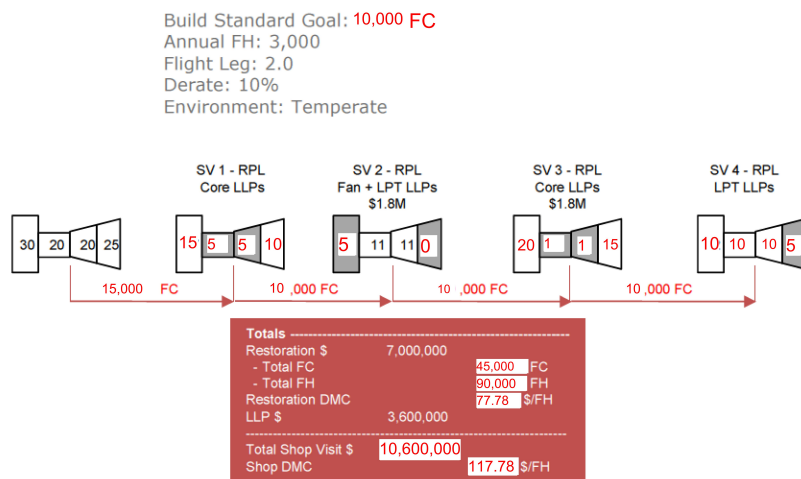 Build Standard Goal: 10,000 FC
Annual FH: 3,000
Flight Leg: 2.0
Derate: 10%
Environment: Temperate
SV 1 - RPL
Core LLPs
SV 2 - RPL
Fan + LPT LLPs
$1.8M
SV 3 - RPL
Core LLPs
$1.8M
SV 4 - RPL
LPT LLPs
30 20 20 25
15 5 5 10
5 11 11 0
20 1 1 15
10 10 10 5
15,000 FC
10 ,000 FC
10 ,000 FC
10 ,000 FC
Totals ----------------------------------------------------------------
Restoration $ 7,000,000
- Total FC 45,000 FC
- Total FH 90,000 FH
Restoration DMC 77.78 $/FH
LLP $ 3,600,000
------------------------------------------------------------------------
Total Shop Visit $ 10,600,000
Shop DMC 117.78 $/FH